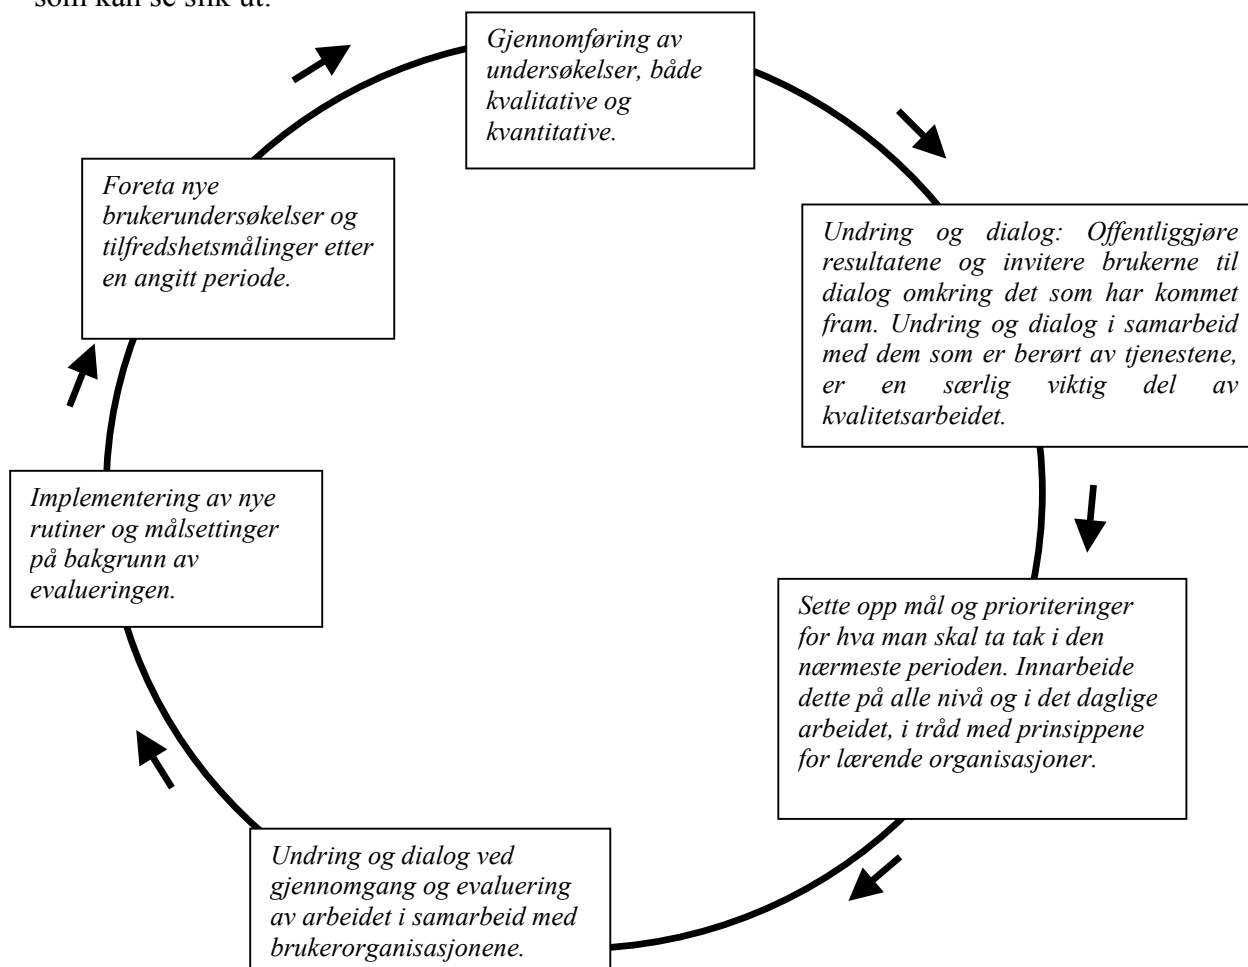 som kan se slik ut:
Gjennomføring av
undersøkelser, både
kvalitative og
kvantitative.
Undring og dialog: Offentliggjøre
resultatene og invitere brukerne til
dialog omkring det som har kommet
fram. Undring og dialog i samarbeid
med dem som er berørt av tjenestene,
er en særlig viktig del av
kvalitetsarbeidet.
Sette opp mål og prioriteringer
for hva man skal ta tak i den
nærmeste perioden. Innarbeide
dette på alle nivå og i det daglige
arbeidet, i tråd med prinsippene
for lærende organisasjoner.
Undring og dialog ved
gjennomgang og evaluering
av arbeidet i samarbeid med
brukerorganisasjonene.
Implementering av nye
rutiner og målsettinger
på bakgrunn av
evalueringen.
Foreta nye
brukerundersøkelser og
tilfredshetsmålinger etter
en angitt periode.